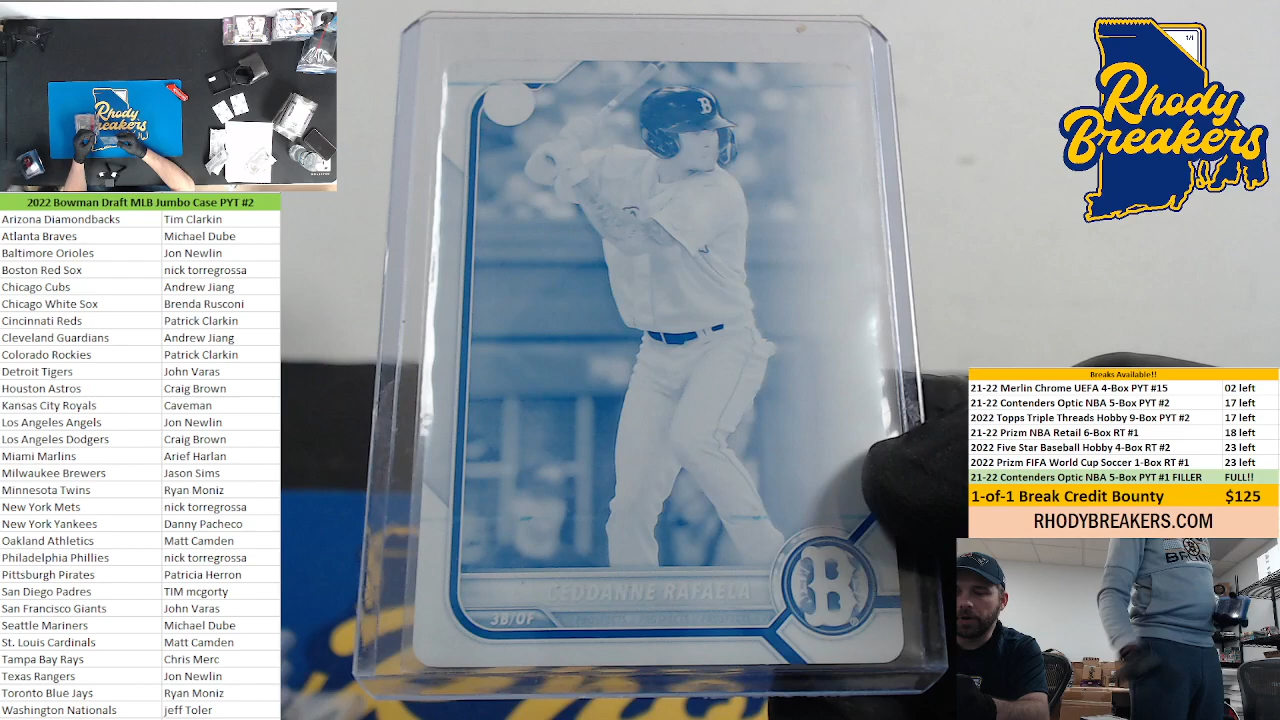 Rhody
Breakers
1/1
Rhody
Breakers
2022 Bowman Draft MLB Jumbo Case PYT #2
Arizona Diamondbacks Tim Clarkin
Atlanta Braves Michael Dube
Baltimore Orioles Jon Newlin
Boston Red Sox nick torregrossa
Chicago Cubs Andrew Jiang
Chicago White Sox Brenda Rusconi
Cincinnati Reds Patrick Clarkin
Cleveland Guardians Andrew Jiang
Colorado Rockies Patrick Clarkin
Detroit Tigers John Varas
Houston Astros Craig Brown
Kansas City Royals Caveman
Los Angeles Angels Jon Newlin
Los Angeles Dodgers Craig Brown
Miami Marlins Arief Harlan
Milwaukee Brewers Jason Sims
Minnesota Twins Ryan Moniz
New York Mets nick torregrossa
New York Yankees Danny Pacheco
Oakland Athletics Matt Camden
Philadelphia Phillies nick torregrossa
Pittsburgh Pirates Patricia Herron
San Diego Padres TIM mcgorty
San Francisco Giants John Varas
Seattle Mariners Michael Dube
St. Louis Cardinals Matt Camden
Tampa Bay Rays Chris Merc
Texas Rangers Jon Newlin
Toronto Blue Jays Ryan Moniz
Washington Nationals jeff Toler
B
CEDDANNE RAFAELA
3B/OF
B
Breaks Available!!
21-22 Merlin Chrome UEFA 4-Box PYT #15 02 left
21-22 Contenders Optic NBA 5-Box PYT #2 17 left
2022 Topps Triple Threads Hobby 9-Box PYT #2 17 left
21-22 Prizm NBA Retail 6-Box RT #1 18 left
2022 Five Star Baseball Hobby 4-Box RT #2 23 left
2022 Prizm FIFA World Cup Soccer 1-Box RT #1 23 left
21-22 Contenders Optic NBA 5-Box PYT #1 FILLER FULL!!
1-of-1 Break Credit Bounty $125
RHODYBREAKERS.COM